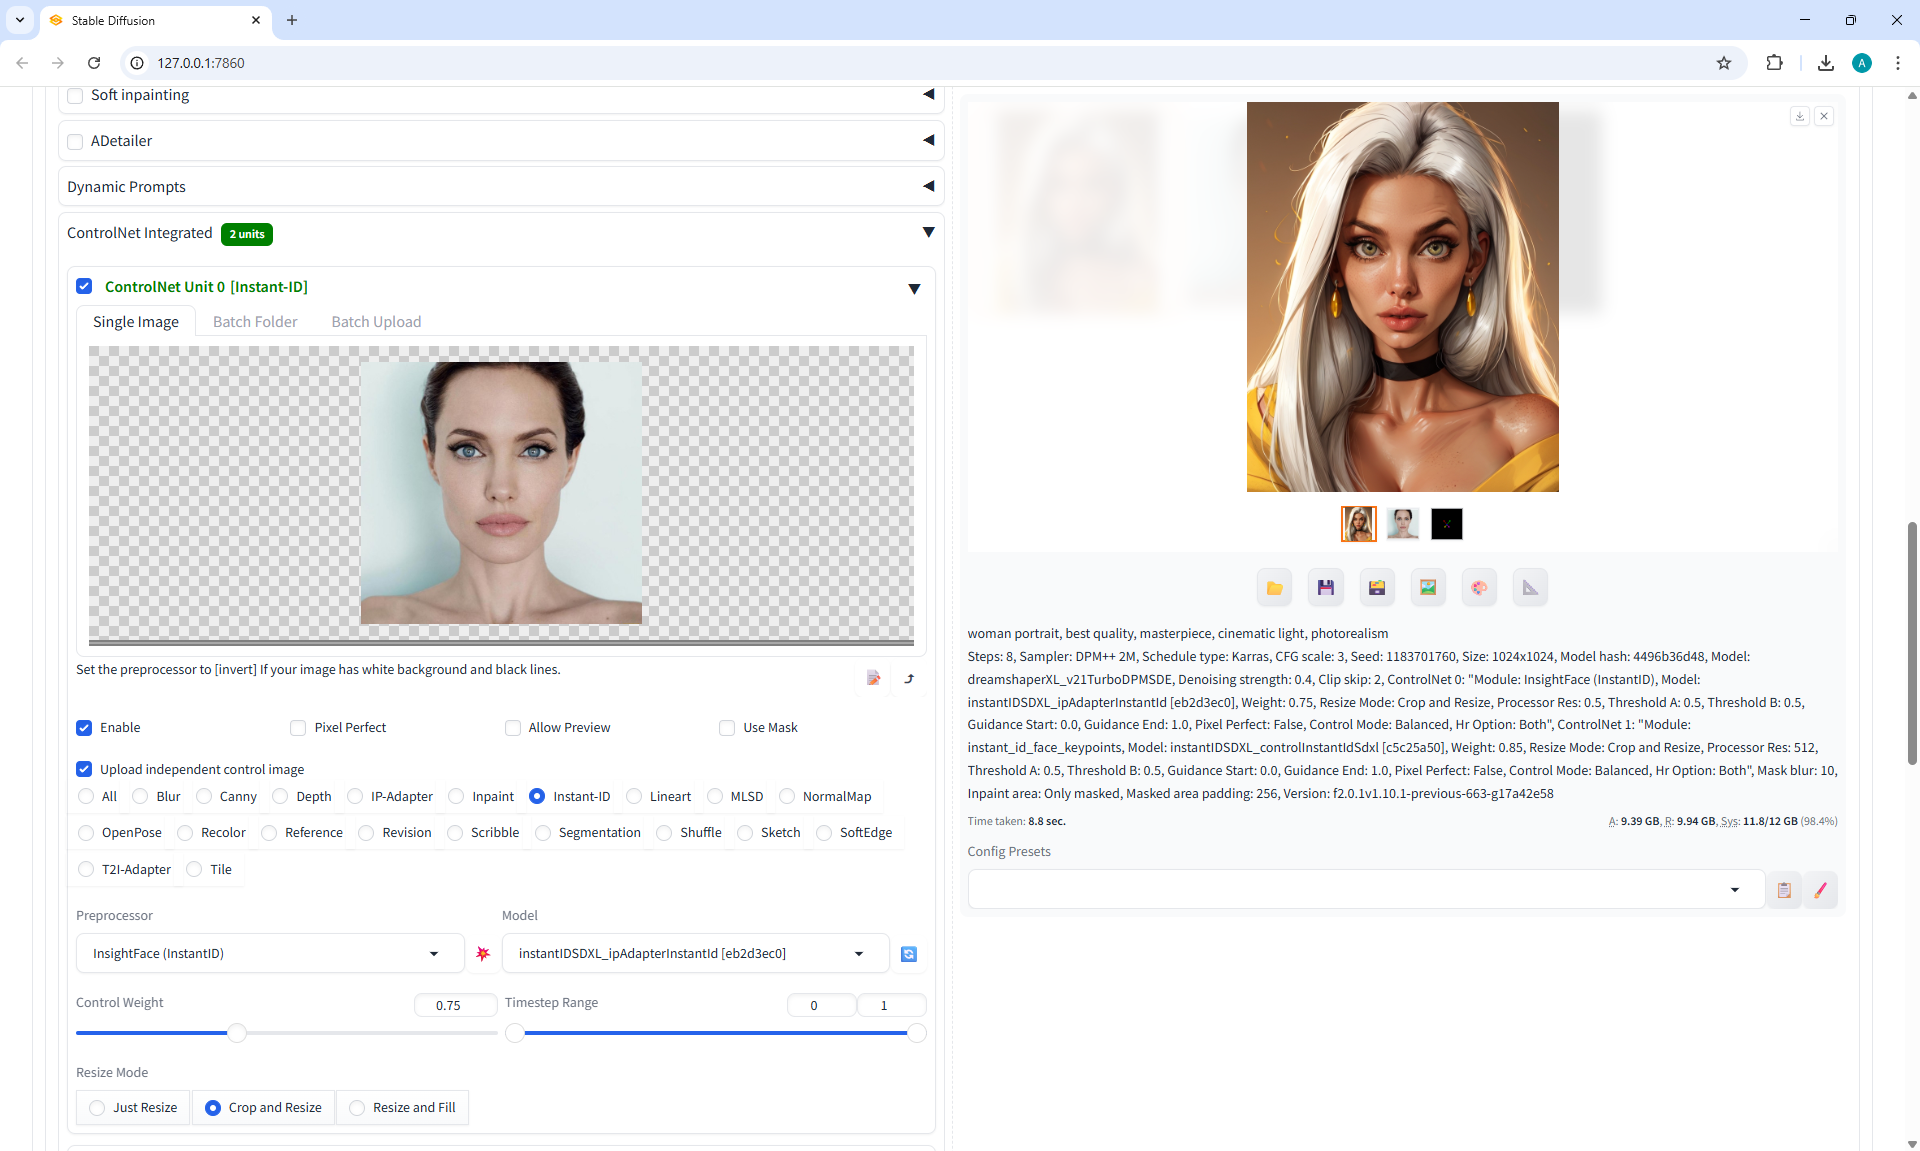 Stable Diffusion
127.0.0.1:7860
A
Soft inpainting
ADetailer
Dynamic Prompts
ControlNet Integrated 2 units
ControlNet Unit 0 [Instant-ID]
Single Image Batch Folder Batch Upload
Set the preprocessor to [invert] If your image has white background and black lines.
Enable Pixel Perfect Allow Preview Use Mask
Upload independent control image
All Blur Canny Depth IP-Adapter Inpaint Instant-ID Lineart MLSD NormalMap
OpenPose Recolor Reference Revision Scribble Segmentation Shuffle Sketch SoftEdge
T2I-Adapter Tile
Preprocessor Model
InsightFace (InstantID) instantIDSDXL_ipAdapterInstantId [eb2d3ec0]
Control Weight 0.75 Timestep Range 0 1
Resize Mode
Just Resize Crop and Resize Resize and Fill
woman portrait, best quality, masterpiece, cinematic light, photorealism
Steps: 8, Sampler: DPM++ 2M, Schedule type: Karras, CFG scale: 3, Seed: 1183701760, Size: 1024x1024, Model hash: 4496b36d48, Model:
dreamshaperXL_v21TurboDPMSDE, Denoising strength: 0.4, Clip skip: 2, ControlNet 0: "Module: InsightFace (InstantID), Model:
instantIDSDXL_ipAdapterInstantId [eb2d3ec0], Weight: 0.75, Resize Mode: Crop and Resize, Processor Res: 0.5, Threshold A: 0.5, Threshold B: 0.5,
Guidance Start: 0.0, Guidance End: 1.0, Pixel Perfect: False, Control Mode: Balanced, Hr Option: Both", ControlNet 1: "Module:
instant_id_face_keypoints, Model: instantIDSDXL_controlInstantIdSdxl [c5c25a50], Weight: 0.85, Resize Mode: Crop and Resize, Processor Res: 512,
Threshold A: 0.5, Threshold B: 0.5, Guidance Start: 0.0, Guidance End: 1.0, Pixel Perfect: False, Control Mode: Balanced, Hr Option: Both", Mask blur: 10,
Inpaint area: Only masked, Masked area padding: 256, Version: f2.0.1v1.10.1-previous-663-g17a42e58
Time taken: 8.8 sec. A: 9.39 GB, R: 9.94 GB, Sys: 11.8/12 GB (98.4%)
Config Presets